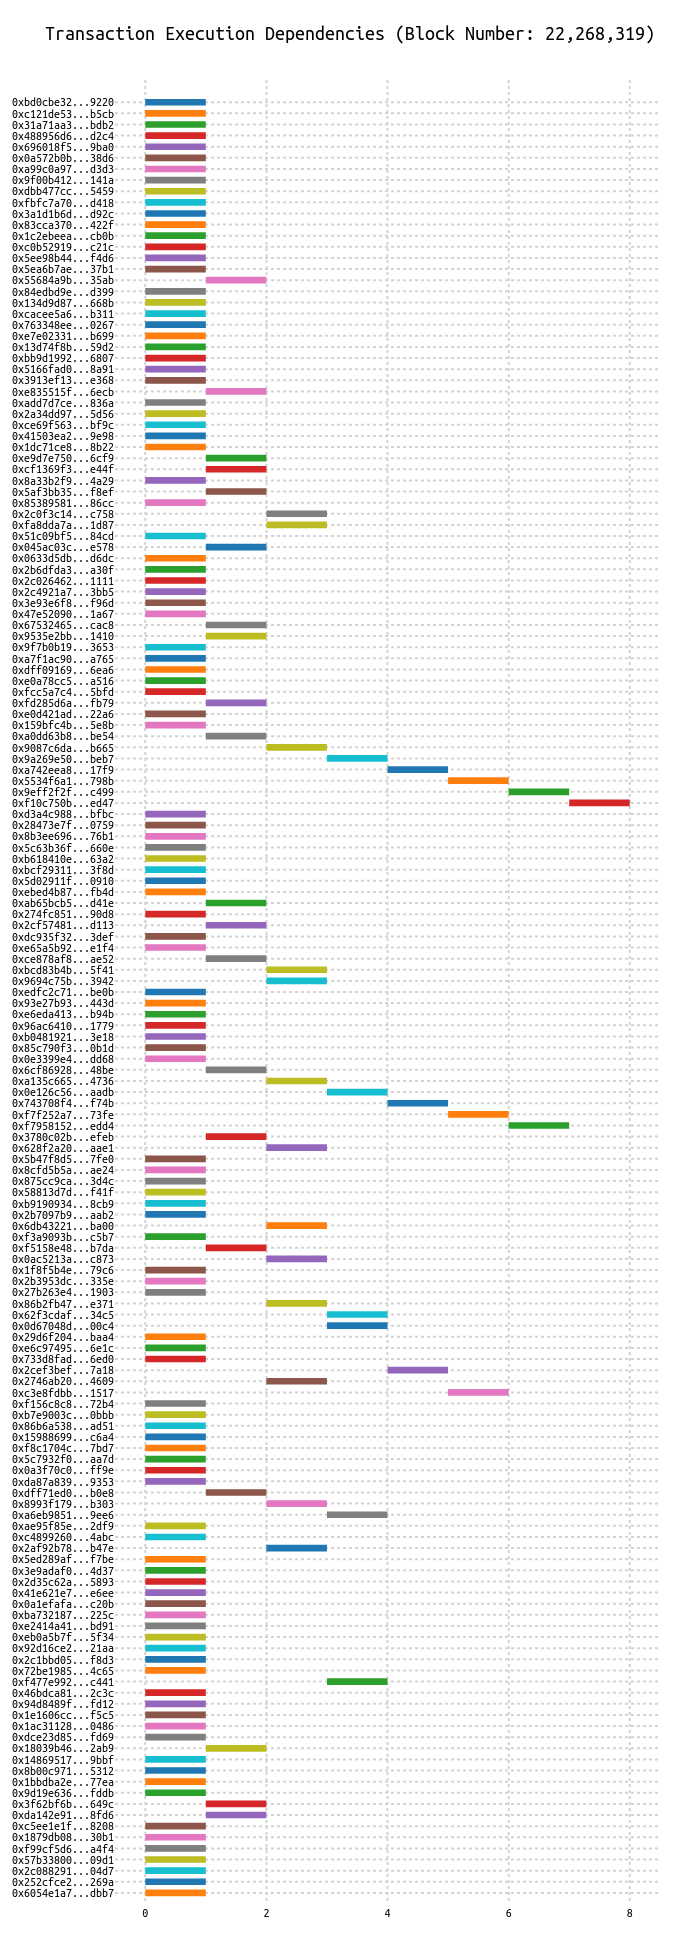 Transaction Execution Dependencies (Block Number: 22,268,319)
0xbd0cbe32...9220
0xc121de53...b5cb
0x31a71aa3...bdb2
0x488956d6...d2c4
0x696018f5...9ba0
0x0a572b0b...38d6
0xa99c0a97...d3d3
0x9f00b412...141a
0xdbb477cc...5459
0xfbfc7a70...d418
0x3a1d1b6d...d92c
0x83cca370...422f
0x1c2ebeea...cb0b
0xc0b52919...c21c
0x5ee98b44...f4d6
0x5ea6b7ae...37b1
0x55684a9b...35ab
0x84edbd9e...d399
0x134d9d87...668b
0xcacee5a6...b311
0x763348ee...0267
0xe7e02331...b699
0x13d74f8b...59d2
0xbb9d1992...6807
0x5166fad0...8a91
0x3913ef13...e368
0xe835515f...6ecb
0xadd7d7ce...836a
0x2a34dd97...5d56
0xce69f563...bf9c
0x41503ea2...9e98
0x1dc71ce8...8b22
0xe9d7e750...6cf9
0xcf1369f3...e44f
0x8a33b2f9...4a29
0x5af3bb35...f8ef
0x85389581...86cc
0x2c0f3c14...c758
0xfa8dda7a...1d87
0x51c09bf5...84cd
0x045ac03c...e578
0x0633d5db...d6dc
0x2b6dfda3...a30f
0x2c026462...1111
0x2c4921a7...3bb5
0x3e93e6f8...f96d
0x47e52090...1a67
0x67532465...cac8
0x9535e2bb...1410
0x9f7b0b19...3653
0xa7f1ac90...a765
0xdff09169...6ea6
0xe0a78cc5...a516
0xfcc5a7c4...5bfd
0xfd285d6a...fb79
0xe0d421ad...22a6
0x159bfc4b...5e8b
0xa0dd63b8...be54
0x9087c6da...b665
0x9a269e50...beb7
0xa742eea8...17f9
0x5534f6a1...798b
0x9eff2f2f...c499
0xf10c750b...ed47
0xd3a4c988...bfbc
0x28473e7f...0759
0x8b3ee696...76b1
0x5c63b36f...660e
0xb618410e...63a2
0xbcf29311...3f8d
0x5d02911f...0910
0xebed4b87...fb4d
0xab65bcb5...d41e
0x274fc851...90d8
0x2cf57481...d113
0xdc935f32...3def
0xe65a5b92...e1f4
0xce878af8...ae52
0xbcd83b4b...5f41
0x9694c75b...3942
0xedfc2c71...be0b
0x93e27b93...443d
0xe6eda413...b94b
0x96ac6410...1779
0xb0481921...3e18
0x85c790f3...0b1d
0x0e3399e4...dd68
0x6cf86928...48be
0xa135c665...4736
0x0e126c56...aadb
0x743708f4...f74b
0xf7f252a7...73fe
0xf7958152...edd4
0x3780c02b...efeb
0x628f2a20...aae1
0x5b47f8d5...7fe0
0x8cfd5b5a...ae24
0x875cc9ca...3d4c
0x58813d7d...f41f
0xb9190934...8cb9
0x2b7097b9...aab2
0x6db43221...ba00
0xf3a9093b...c5b7
0xf5158e48...b7da
0x0ac5213a...c873
0x1f8f5b4e...79c6
0x2b3953dc...335e
0x27b263e4...1903
0x86b2fb47...e371
0x62f3cdaf...34c5
0x0d67048d...00c4
0x29d6f204...baa4
0xe6c97495...6e1c
0x733d8fad...6ed0
0x2cef3bef...7a18
0x2746ab20...4609
0xc3e8fdbb...1517
0xf156c8c8...72b4
0xb7e9003c...0bbb
0x86b6a538...ad51
0x15988699...c6a4
0xf8c1704c...7bd7
0x5c7932f0...aa7d
0x0a3f70c0...ff9e
0xda87a839...9353
0xdff71ed0...b0e8
0x8993f179...b303
0xa6eb9851...9ee6
0xae95f85e...2df9
0xc4899260...4abc
0x2af92b78...b47e
0x5ed289af...f7be
0x3e9adaf0...4d37
0x2d35c62a...5893
0x41e621e7...e6ee
0x0a1efafa...c20b
0xba732187...225c
0xe2414a41...bd91
0xeb0a5b7f...5f34
0x92d16ce2...21aa
0x2c1bbd05...f8d3
0x72be1985...4c65
0xf477e992...c441
0x46bdca81...2c3c
0x94d8489f...fd12
0x1e1606cc...f5c5
0x1ac31128...0486
0xdce23d85...fd69
0x18039b46...2ab9
0x14869517...9bbf
0x8b00c971...5312
0x1bbdba2e...77ea
0x9d19e636...fddb
0x3f62bf6b...649c
0xda142e91...8fd6
0xc5ee1e1f...8208
0x1879db08...30b1
0xf99cf5d6...a4f4
0x57b33800...09d1
0x2c088291...04d7
0x252cfce2...269a
0x6054e1a7...dbb7
0 2 4 6 8